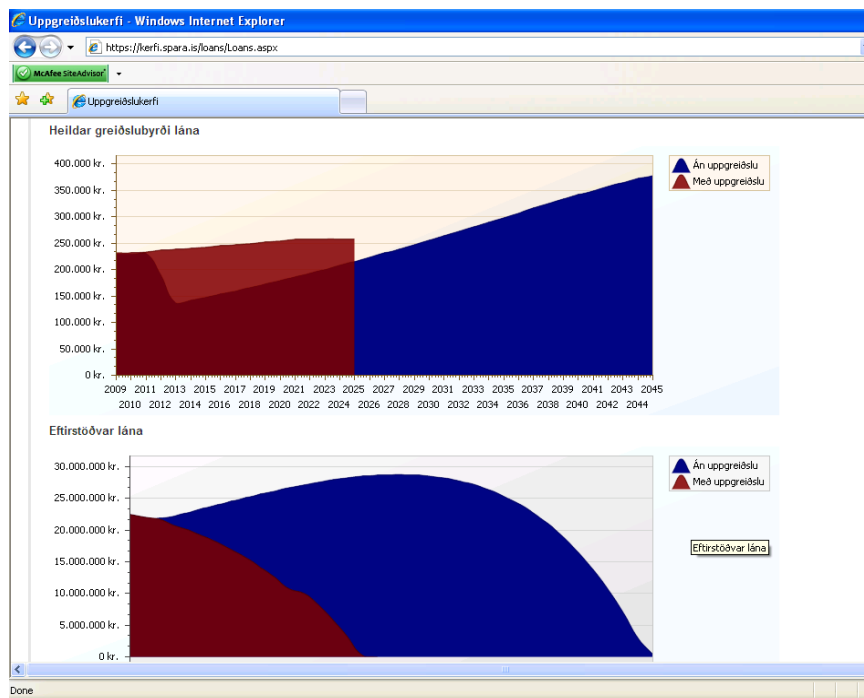 Uppgreiðslukerfi - Windows Internet Explorer
https://kerfi.spara.is/loans/Loans.aspx
McAfee SiteAdvisor
Uppgreiðslukerfi
Heildar greiðslubyrði lána
400.000 kr.
350.000 kr.
300.000 kr.
250.000 kr.
200.000 kr.
150.000 kr.
100.000 kr.
50.000 kr.
0 kr.
Án uppgreiðslu
Með uppgreiðslu
2009 2011 2013 2015 2017 2019 2021 2023 2025 2027 2029 2031 2033 2035 2037 2039 2041 2043 2045
2010 2012 2014 2016 2018 2020 2022 2024 2026 2028 2030 2032 2034 2036 2038 2040 2042 2044
Eftirstöðvar lána
30.000.000 kr.
25.000.000 kr.
20.000.000 kr.
15.000.000 kr.
10.000.000 kr.
5.000.000 kr.
0 kr.
Án uppgreiðslu
Með uppgreiðslu
Eftirstöðvar lána
Done